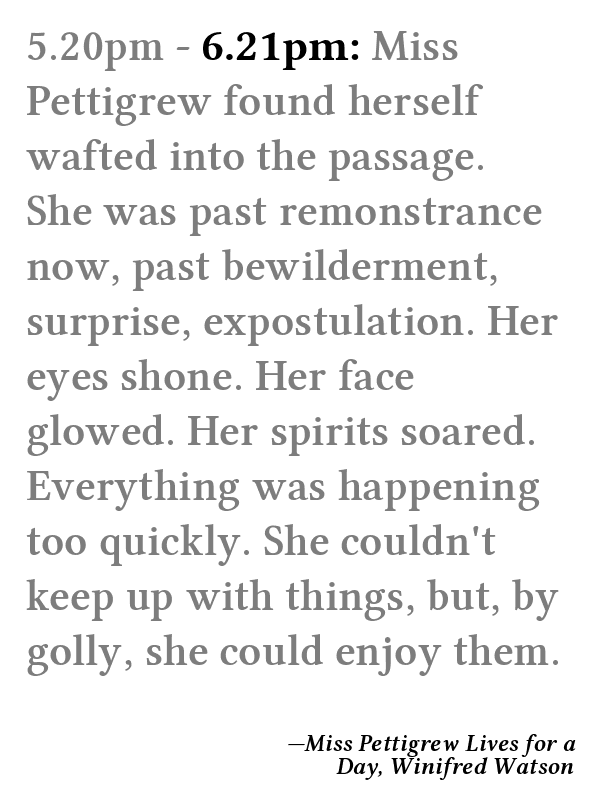 5.20pm - 6.21pm: Miss
Pettigrew found herself
wafted into the passage.
She was past remonstrance
now, past bewilderment,
surprise, expostulation. Her
eyes shone. Her face
glowed. Her spirits soared.
Everything was happening
too quickly. She couldn't
keep up with things, but, by
golly, she could enjoy them.
—Miss Pettigrew Lives for a
Day, Winifred Watson